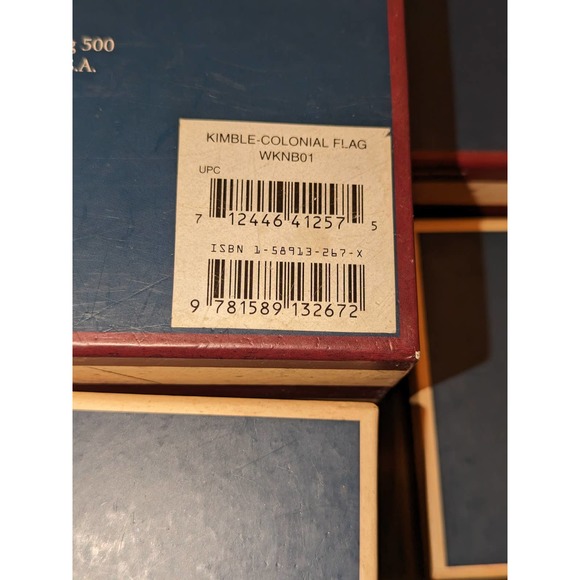 g 500
S.A.
KIMBLE-COLONIAL FLAG
WKNB01
UPC
7 12446 41257 5
ISBN 1-58913-267-X
9 781589 132672